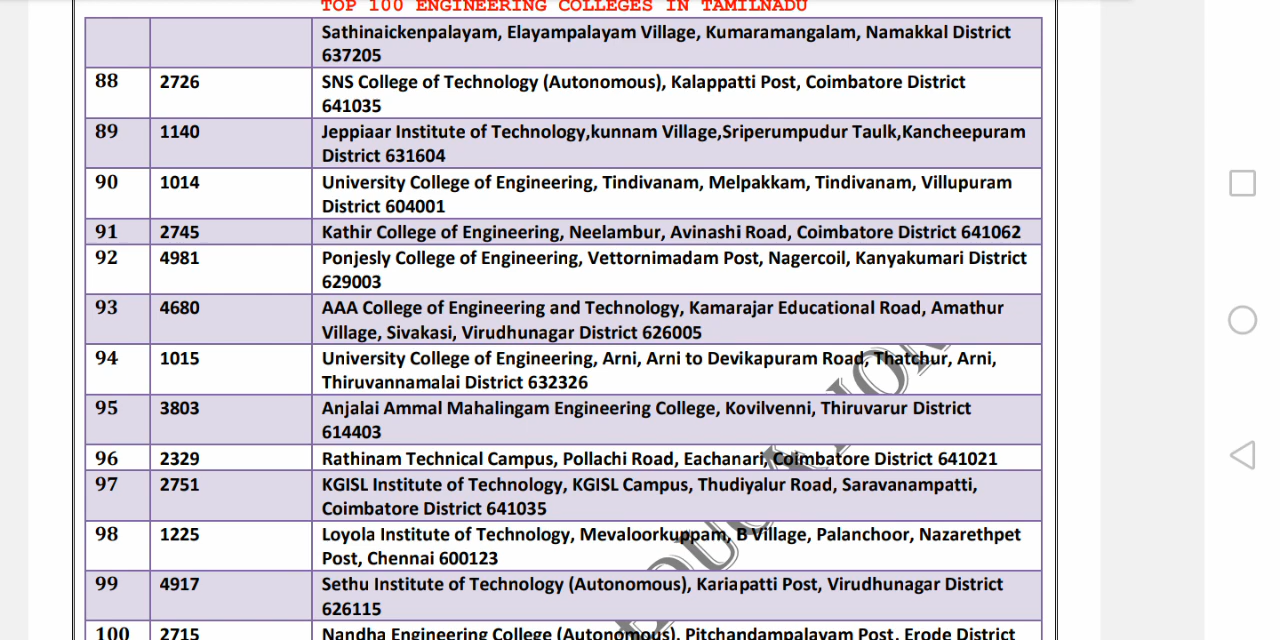 TOP 100 ENGINEERING COLLEGES IN TAMILNADU
Sathinaickenpalayam, Elayampalayam Village, Kumaramangalam, Namakkal District
637205
88 2726 SNS College of Technology (Autonomous), Kalappatti Post, Coimbatore District
641035
89 1140 Jeppiaar Institute of Technology,kunnam Village,Sriperumpudur Taulk,Kancheepuram
District 631604
90 1014 University College of Engineering, Tindivanam, Melpakkam, Tindivanam, Villupuram
District 604001
91 2745 Kathir College of Engineering, Neelambur, Avinashi Road, Coimbatore District 641062
92 4981 Ponjesly College of Engineering, Vettornimadam Post, Nagercoil, Kanyakumari District
629003
93 4680 AAA College of Engineering and Technology, Kamarajar Educational Road, Amathur
Village, Sivakasi, Virudhunagar District 626005
94 1015 University College of Engineering, Arni, Arni to Devikapuram Road, Thatchur, Arni,
Thiruvannamalai District 632326
95 3803 Anjalai Ammal Mahalingam Engineering College, Kovilvenni, Thiruvarur District
614403
96 2329 Rathinam Technical Campus, Pollachi Road, Eachanari, Coimbatore District 641021
97 2751 KGISL Institute of Technology, KGISL Campus, Thudiyalur Road, Saravanampatti,
Coimbatore District 641035
98 1225 Loyola Institute of Technology, Mevaloorkuppam, B Village, Palanchoor, Nazarethpet
Post, Chennai 600123
99 4917 Sethu Institute of Technology (Autonomous), Kariapatti Post, Virudhunagar District
626115
100 2715 Nandha Engineering College (Autonomous), Pitchandampalayam Post, Erode District